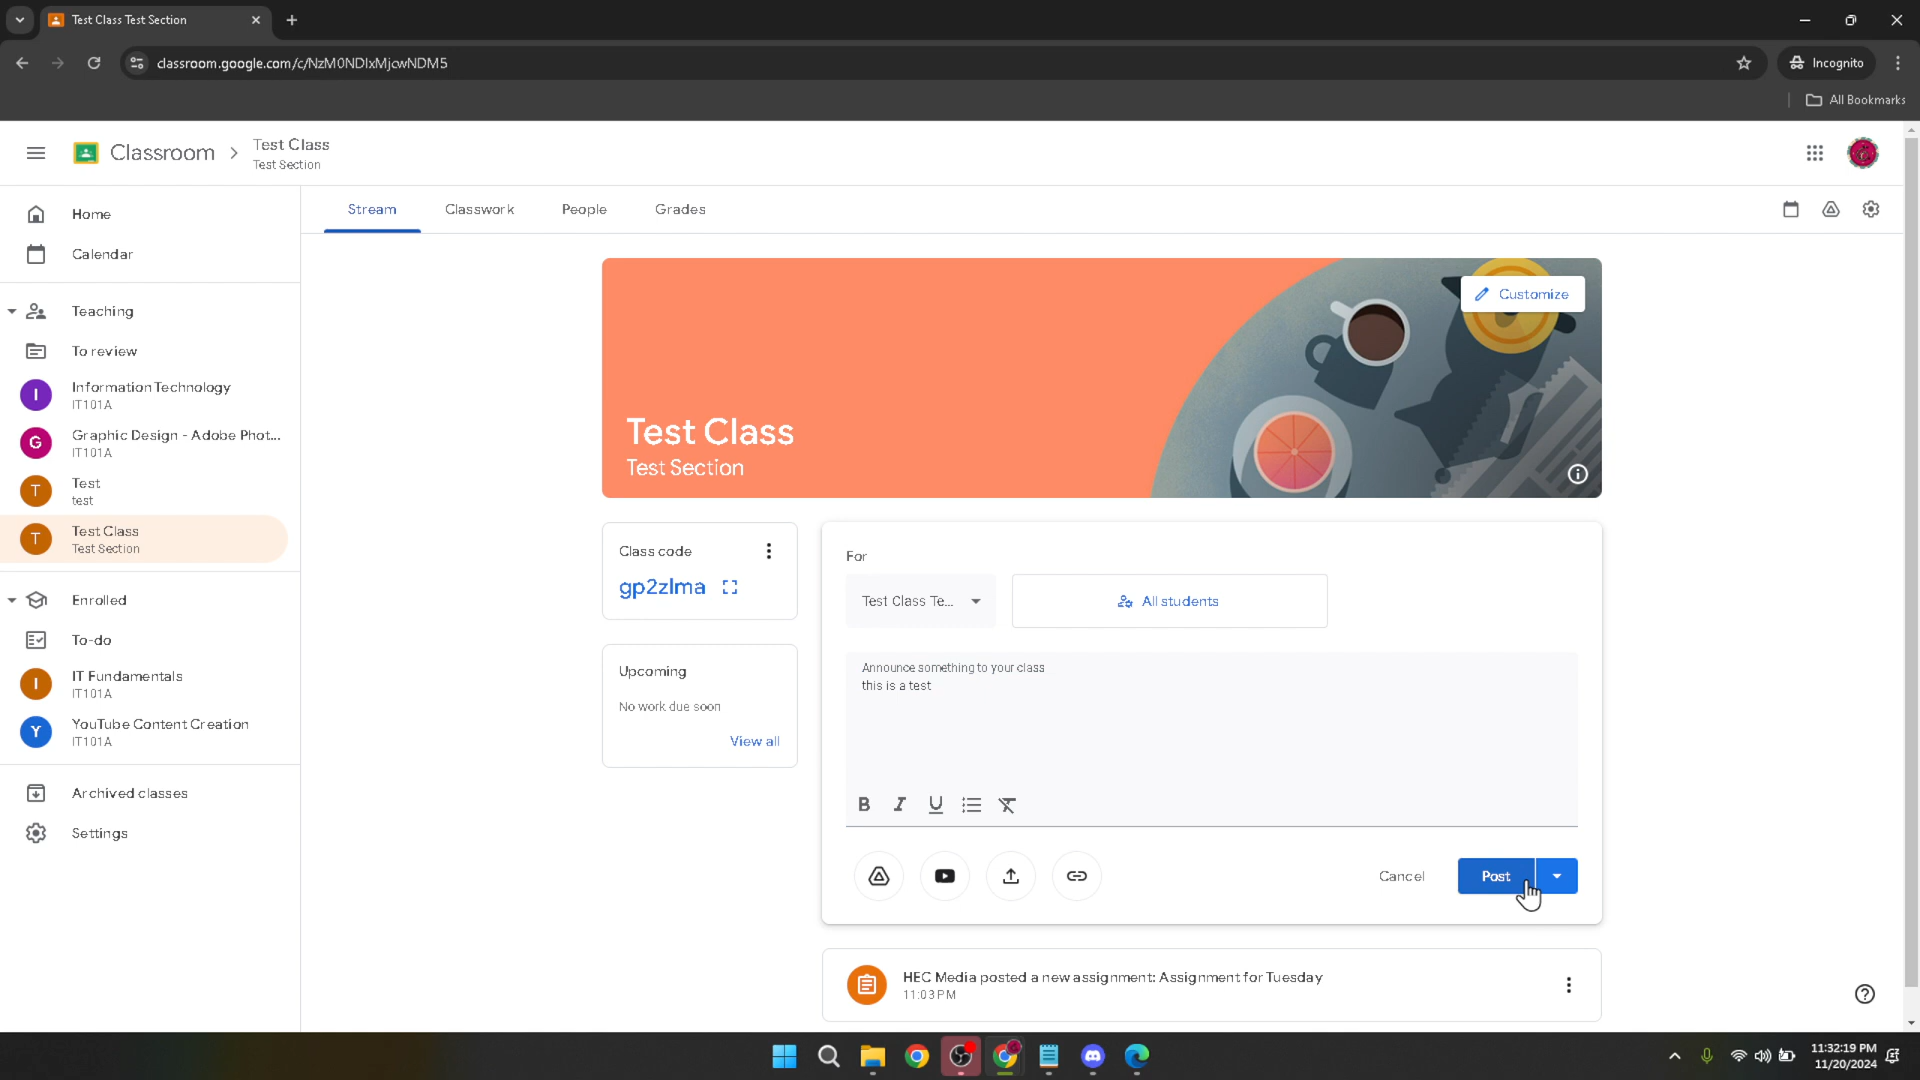 Test Class Test Section
classroom.google.com/c/NzM0NDIxMjcwNDM5
Incognito
All Bookmarks
Classroom
Test Class
Test Section
Home
Calendar
Teaching
To review
I
Information Technology
IT101A
G
Graphic Design - Adobe Phot...
IT101A
T
Test
test
T
Test Class
Test Section
Enrolled
To-do
I
IT Fundamentals
IT101A
Y
YouTube Content Creation
IT101A
Archived classes
Settings
Stream
Classwork
People
Grades
Customize
Test Class
Test Section
Class code
gp2zlma
Upcoming
No work due soon
View all
For
Test Class Te...
All students
Announce something to your class
this is a test
B I U
Cancel
Post
HEC Media posted a new assignment: Assignment for Tuesday
11:03 PM
11:32:19 PM
11/20/2024